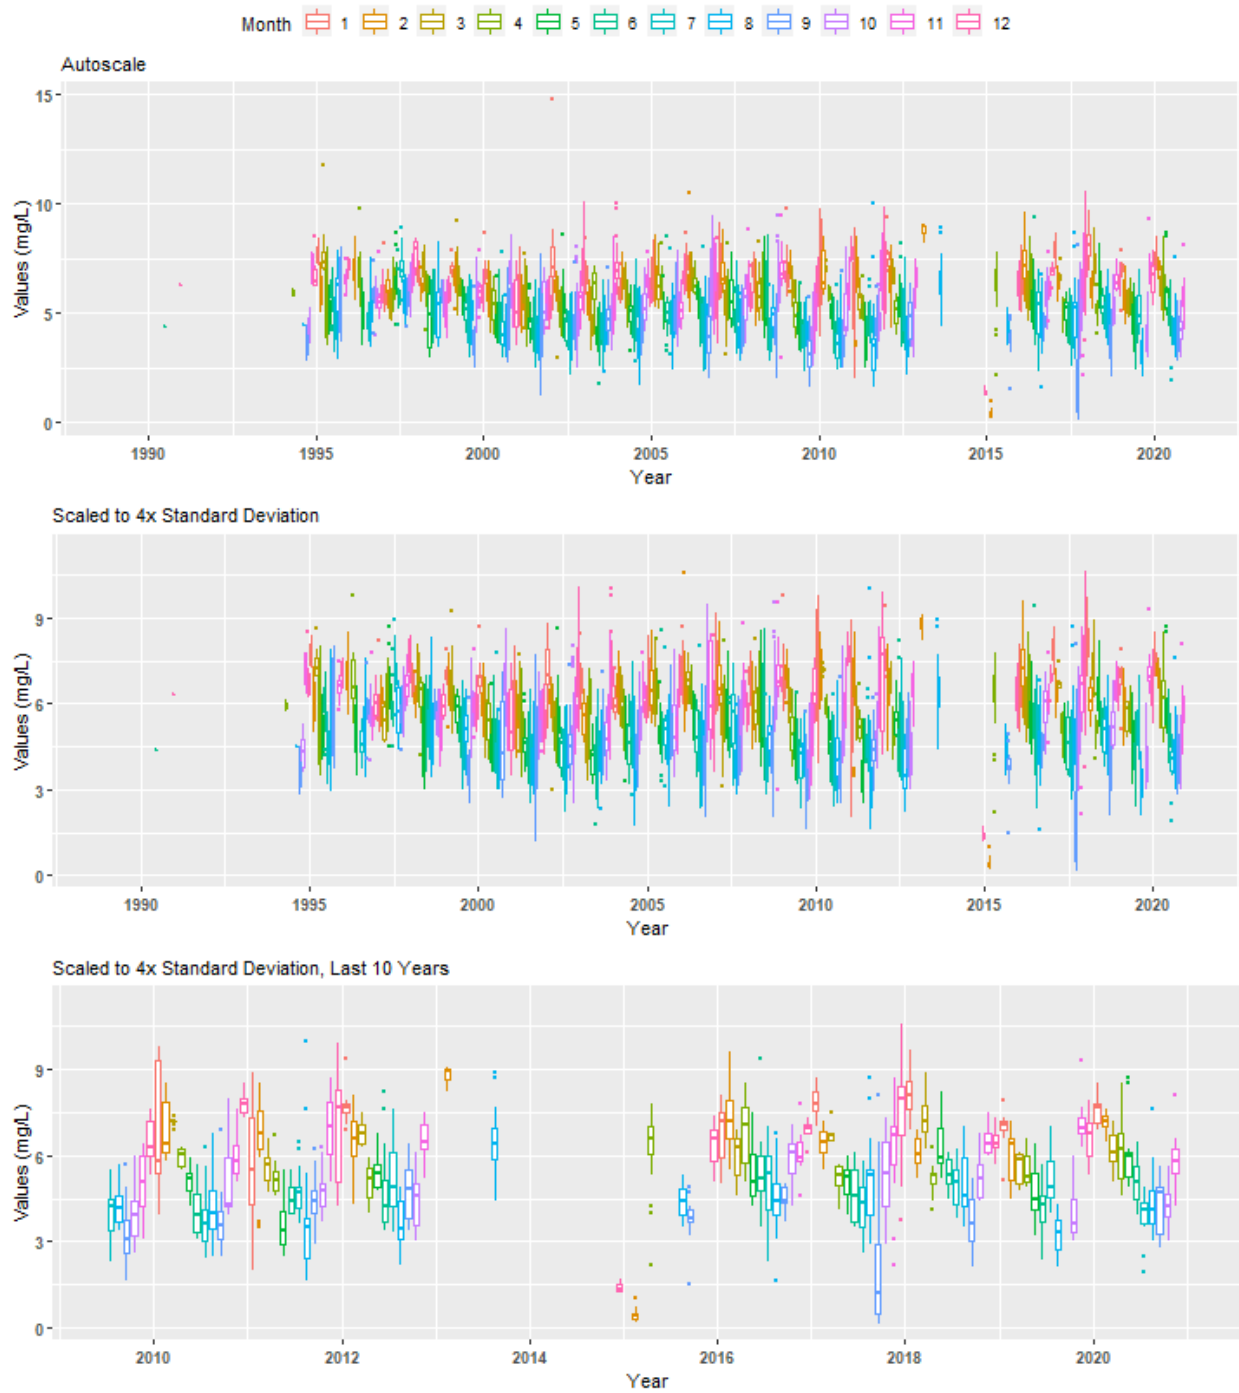 Month 1 2 3 4 5 6 7 8 9 10 11 12
Autoscale
15
10
5
0
Values (mg/L)
1990 1995 2000 2005 2010 2015 2020
Year
Scaled to 4x Standard Deviation
9
6
3
0
Values (mg/L)
1990 1995 2000 2005 2010 2015 2020
Year
Scaled to 4x Standard Deviation, Last 10 Years
9
6
3
0
Values (mg/L)
2010 2012 2014 2016 2018 2020
Year